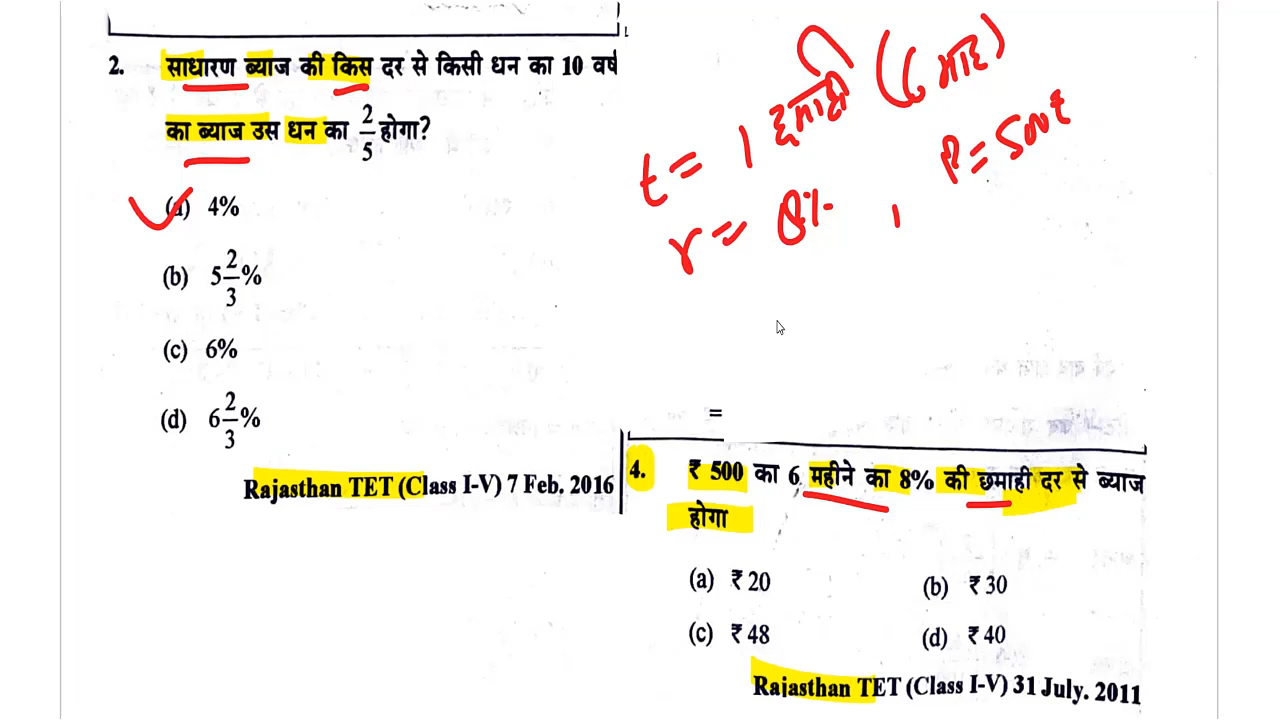 2. साधारण ब्याज की किस दर से किसी धन का 10 वर्ष
का ब्याज उस धन का 2/5 होगा?
(a) 4%
(b) 5 2/3 %
(c) 6%
(d) 6 2/3 %
Rajasthan TET (Class I-V) 7 Feb. 2016
t = 1 छमाही (6 माह)
r = 8% , P = 500₹
=
4. ₹ 500 का 6 महीने का 8% की छमाही दर से ब्याज
होगा
(a) ₹ 20
(b) ₹ 30
(c) ₹ 48
(d) ₹ 40
Rajasthan TET (Class I-V) 31 July. 2011